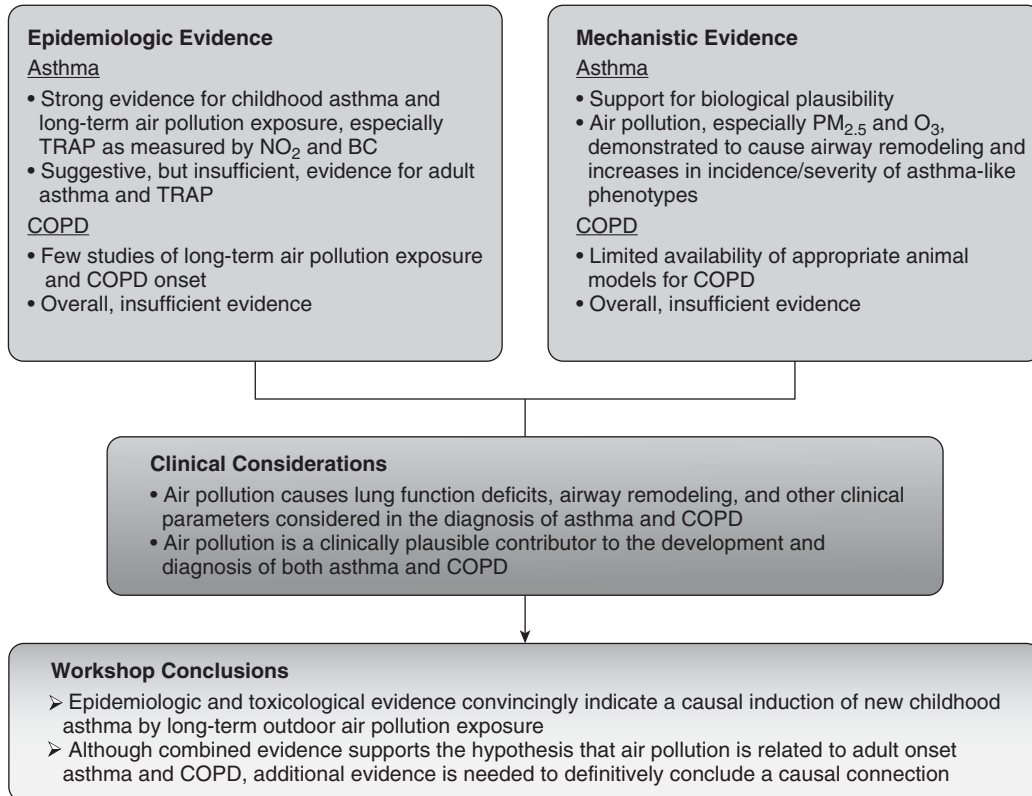 Epidemiologic Evidence
Asthma
• Strong evidence for childhood asthma and
long-term air pollution exposure, especially
TRAP as measured by NO2 and BC
• Suggestive, but insufficient, evidence for adult
asthma and TRAP
COPD
• Few studies of long-term air pollution exposure
and COPD onset
• Overall, insufficient evidence
Mechanistic Evidence
Asthma
• Support for biological plausibility
• Air pollution, especially PM2.5 and O3,
demonstrated to cause airway remodeling and
increases in incidence/severity of asthma-like
phenotypes
COPD
• Limited availability of appropriate animal
models for COPD
• Overall, insufficient evidence
Clinical Considerations
• Air pollution causes lung function deficits, airway remodeling, and other clinical
parameters considered in the diagnosis of asthma and COPD
• Air pollution is a clinically plausible contributor to the development and
diagnosis of both asthma and COPD
Workshop Conclusions
➢ Epidemiologic and toxicological evidence convincingly indicate a causal induction of new childhood
asthma by long-term outdoor air pollution exposure
➢ Although combined evidence supports the hypothesis that air pollution is related to adult onset
asthma and COPD, additional evidence is needed to definitively conclude a causal connection